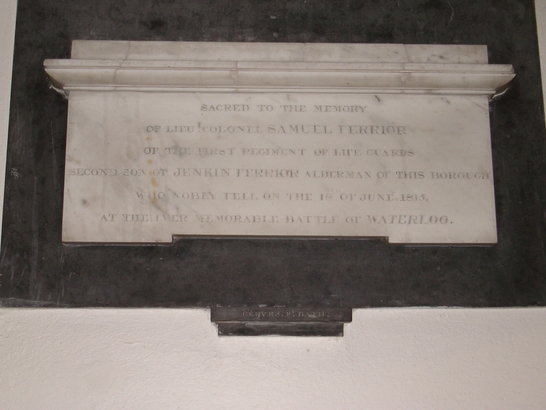 SACRED TO THE MEMORY
OF LIEUT COLONEL SAMUEL FERRIOR
OF THE FIRST REGIMENT OF LIFE GUARDS
SECOND SON OF JENKIN FERRIOR ALDERMAN OF THIS BOROUGH
WHO NOBLY FELL ON THE 18 OF JUNE 1815,
AT THE EVER MEMORABLE BATTLE OF WATERLOO.
BATH